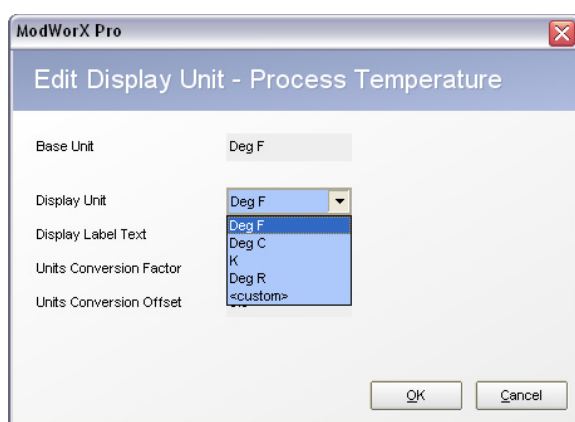 ModWorX Pro
Edit Display Unit - Process Temperature
Base Unit Deg F
Display Unit Deg F
Deg F
Display Label Text
Deg C
K
Units Conversion Factor
Deg R
<custom>
Units Conversion Offset
OK Cancel